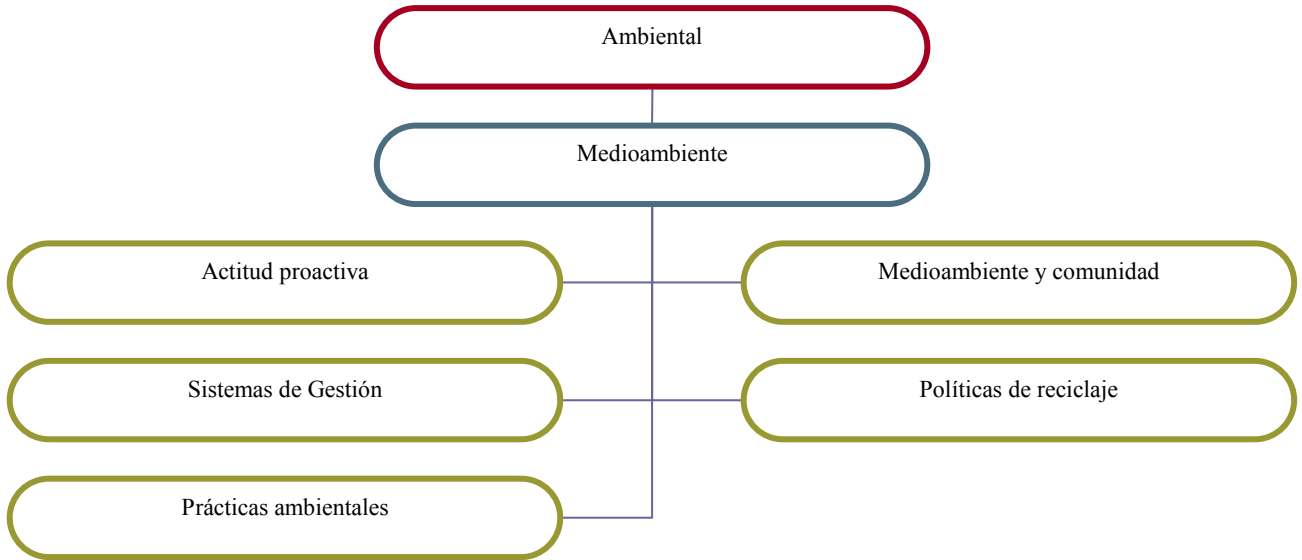 Ambiental
Medioambiente
Actitud proactiva
Medioambiente y comunidad
Sistemas de Gestión
Políticas de reciclaje
Prácticas ambientales